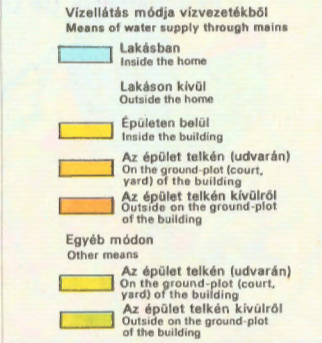 Vízellátás módja vízvezetékből
Means of water supply through mains
Lakásban
Inside the home
Lakáson kívül
Outside the home
Épületen belül
Inside the building
Az épület telkén (udvarán)
On the ground-plot (court,
yard) of the building
Az épület telkén kívülről
Outside on the ground-plot
of the building
Egyéb módon
Other means
Az épület telkén (udvarán)
On the ground-plot (court,
yard) of the building
Az épület telkén kívülről
Outside on the ground-plot
of the building